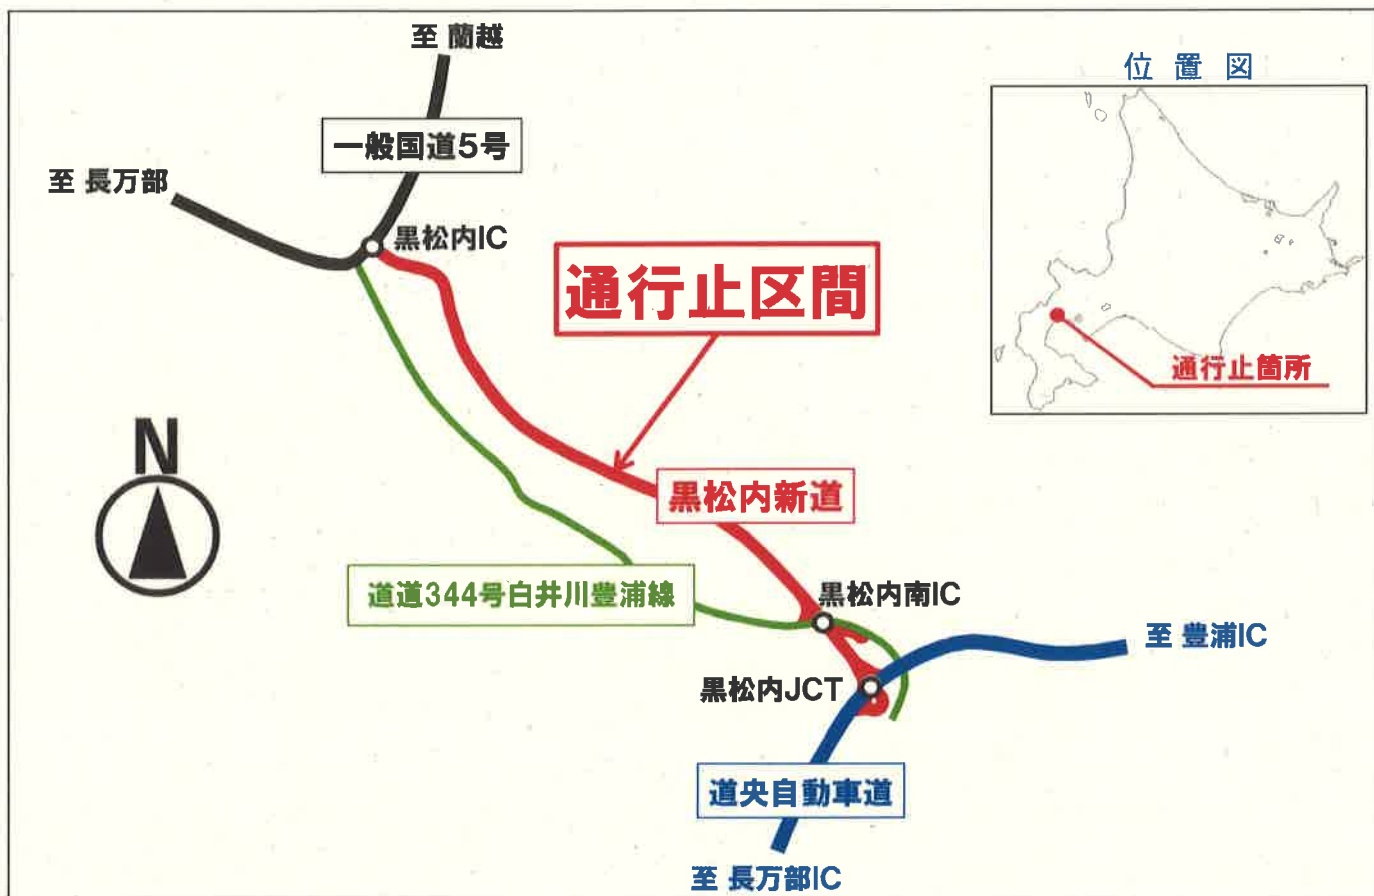 至 蘭越
位置図
一般国道5号
至 長万部
黒松内IC
通行止区間
通行止箇所
N
黒松内新道
道道344号白井川豊浦線
黒松内南IC
至 豊浦IC
黒松内JCT
道央自動車道
至 長万部IC